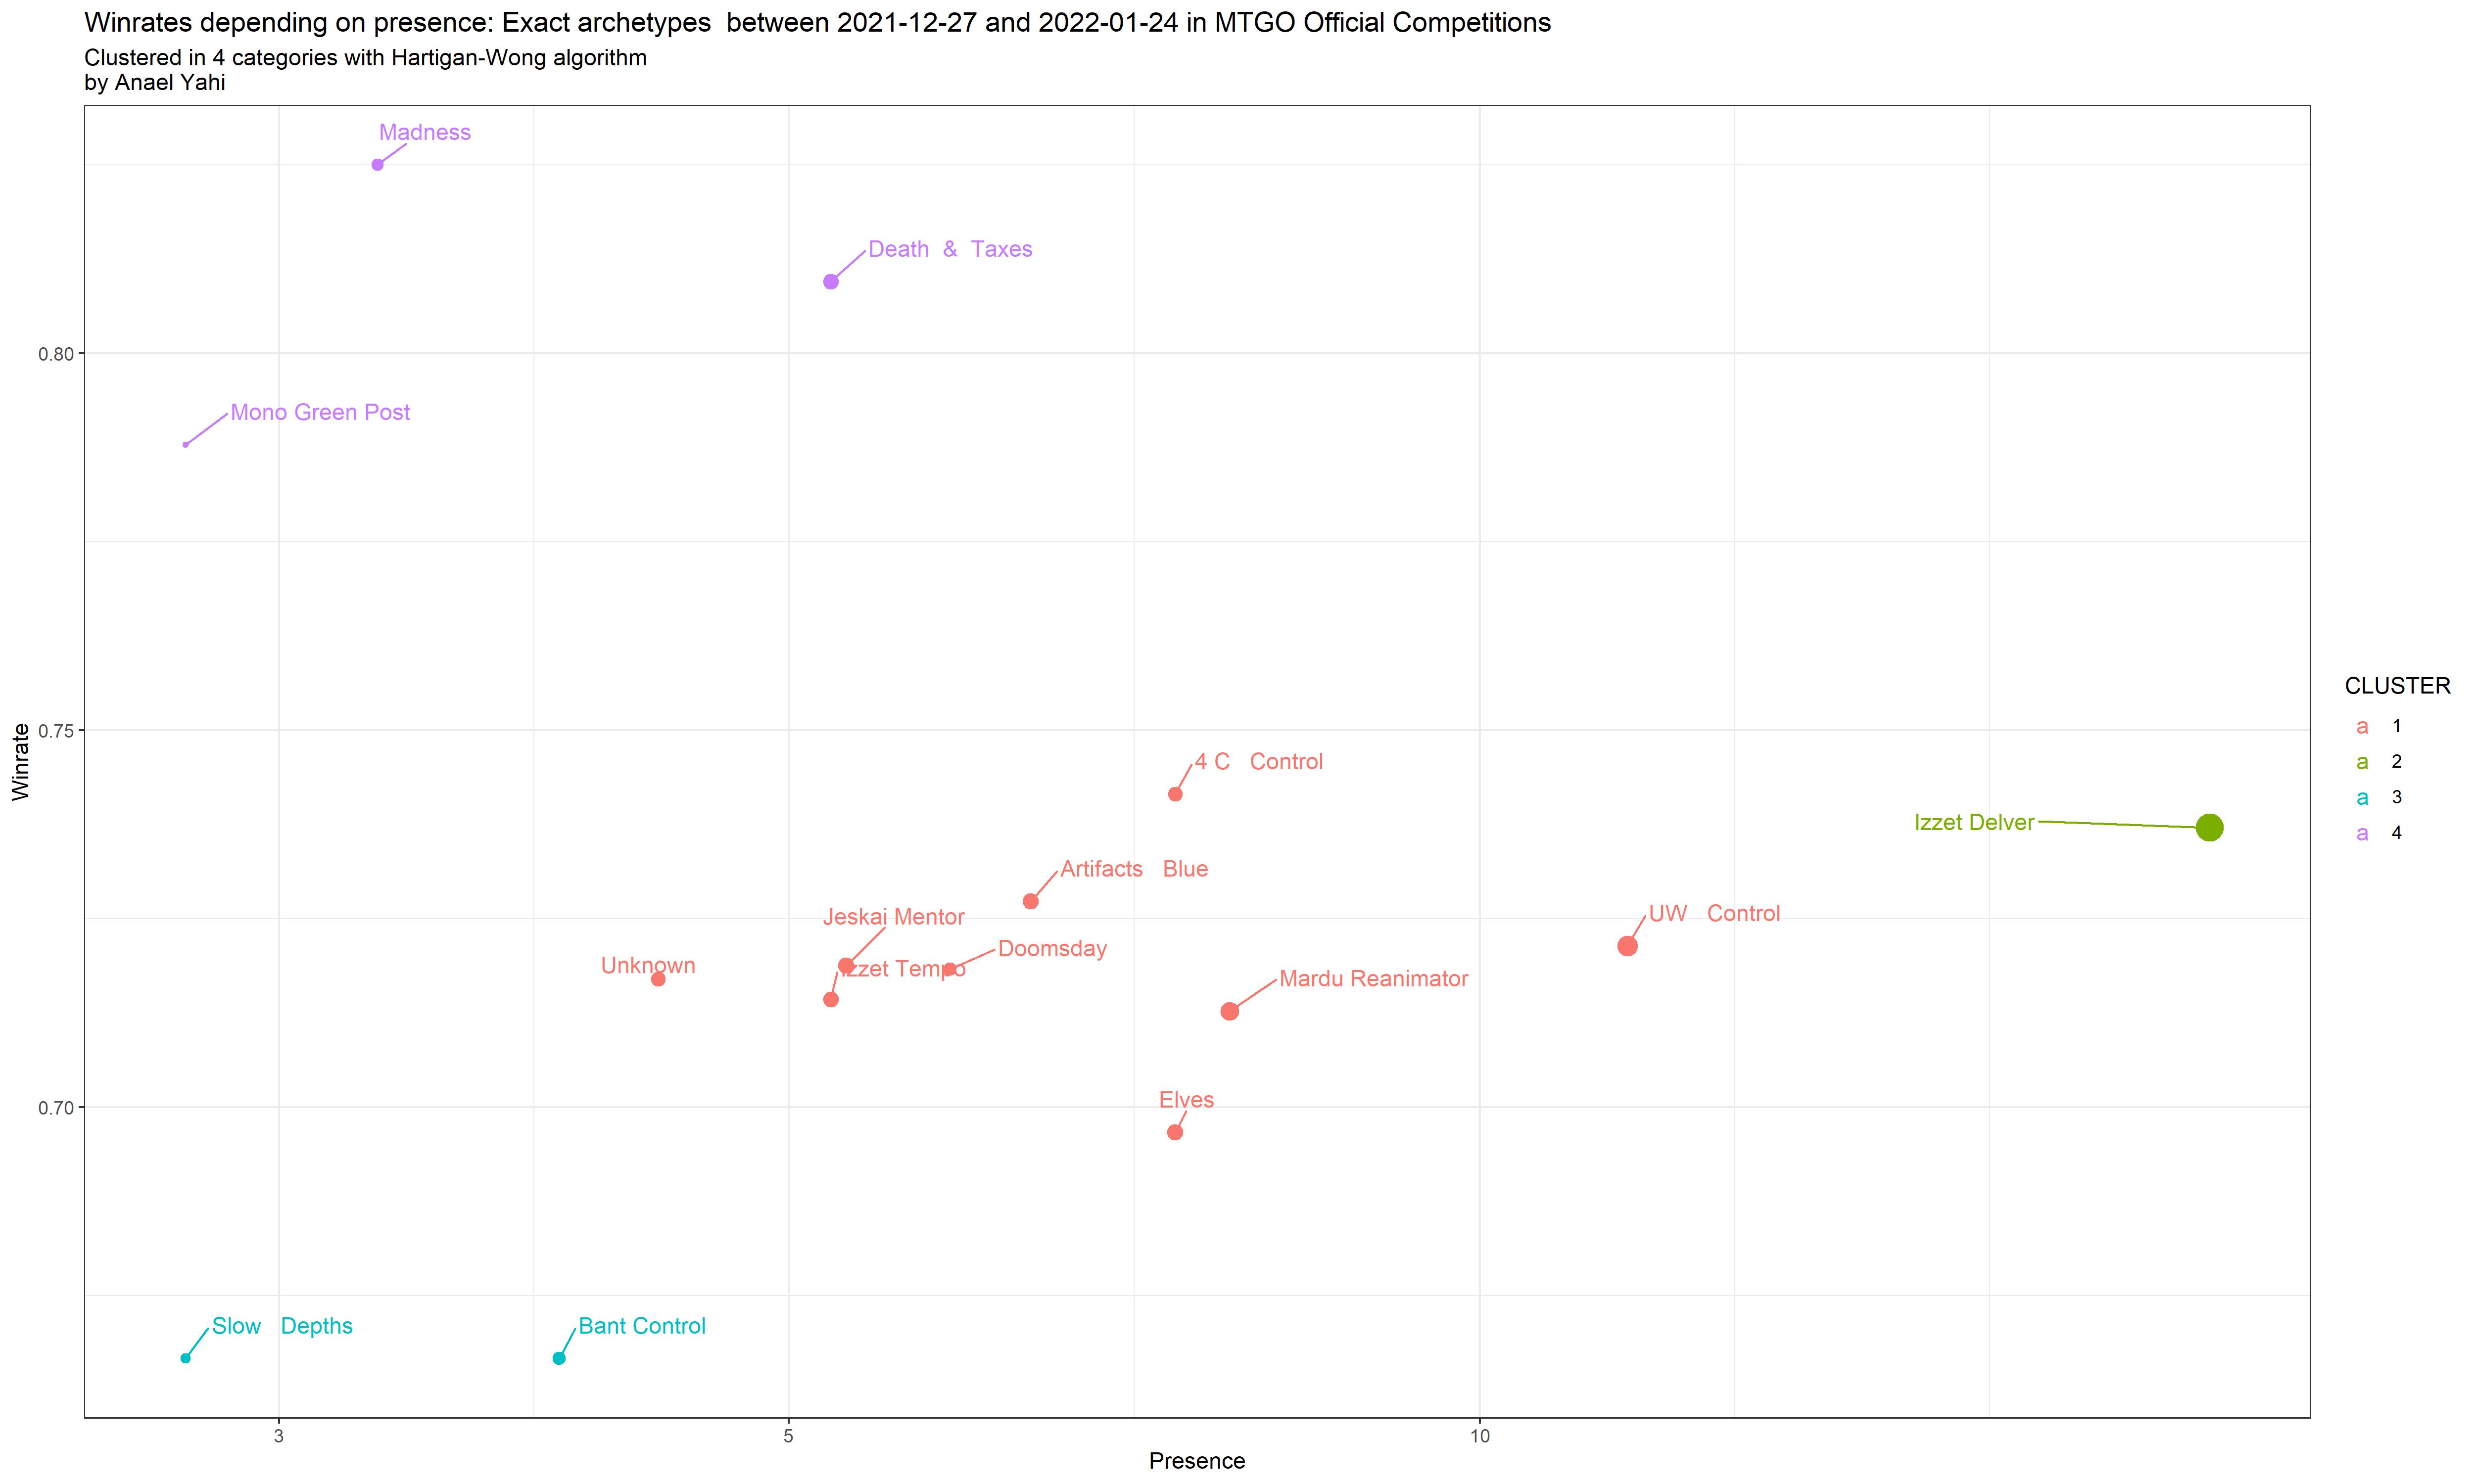 Winrates depending on presence: Exact archetypes  between 2021-12-27 and 2022-01-24 in MTGO Official Competitions
Clustered in 4 categories with Hartigan-Wong algorithm
by Anael Yahi
Madness
Death  &  Taxes
0.80
Mono Green Post
Winrate
0.75
4 C   Control
Izzet Delver
Artifacts   Blue
Jeskai Mentor
UW   Control
Doomsday
Unknown
Izzet Tempo
Mardu Reanimator
0.70
Elves
Slow   Depths
Bant Control
3
5
10
Presence
CLUSTER
a 1
a 2
a 3
a 4